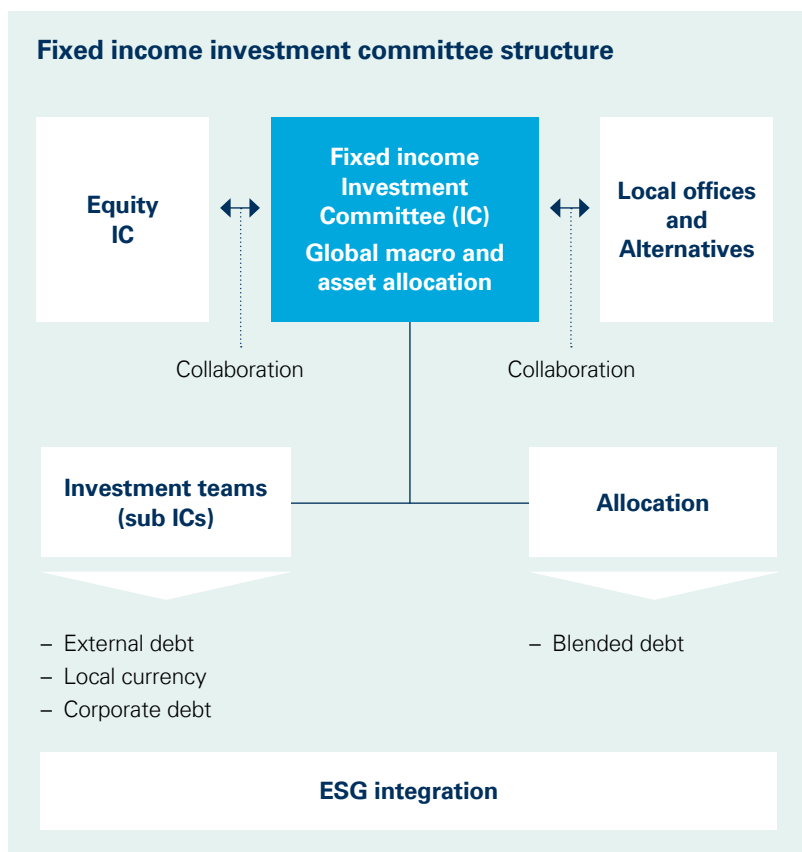 Fixed income investment committee structure
Equity
IC
Fixed income
Investment
Committee (IC)
Global macro and
asset allocation
Local offices
and
Alternatives
Collaboration
Collaboration
Investment teams
(sub ICs)
– External debt
– Local currency
– Corporate debt
Allocation
– Blended debt
ESG integration